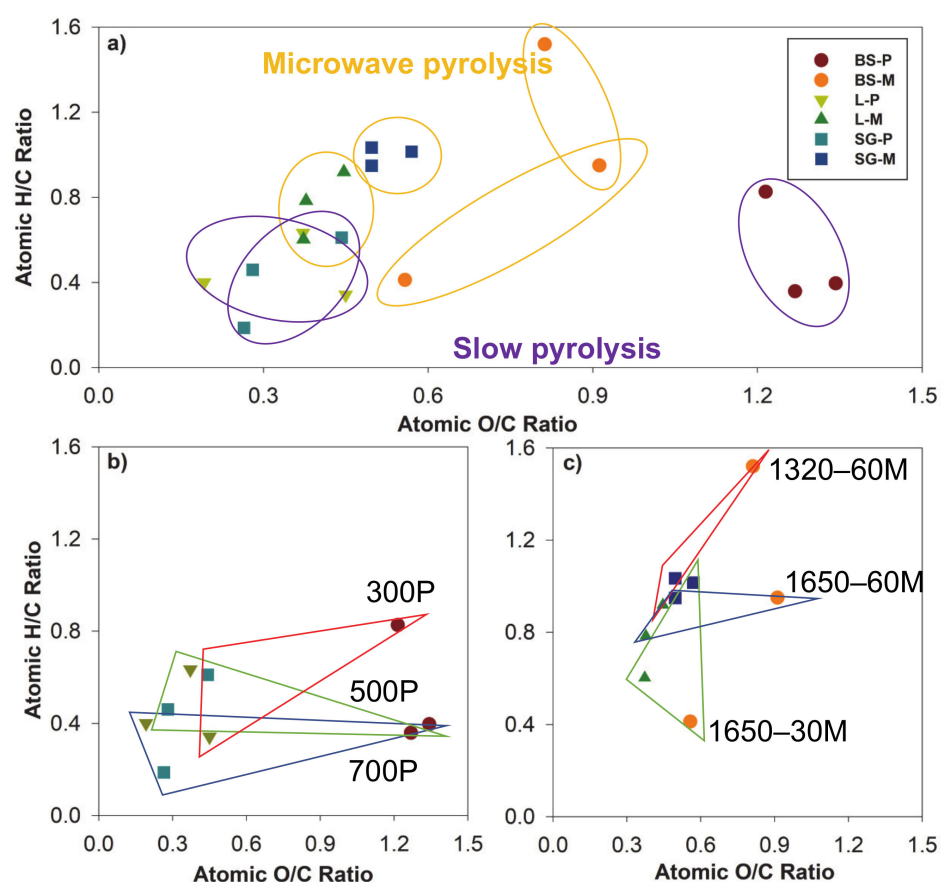 a)
Microwave pyrolysis
BS-P
BS-M
L-P
L-M
SG-P
SG-M
Atomic H/C Ratio
1.6
1.2
0.8
0.4
0.0
Slow pyrolysis
0.0 0.3 0.6 0.9 1.2 1.5
Atomic O/C Ratio
b)
Atomic H/C Ratio
1.6
1.2
0.8
0.4
0.0
300P
500P
700P
0.0 0.3 0.6 0.9 1.2 1.5
Atomic O/C Ratio
c)
1.6
1.2
0.8
0.4
0.0
1320–60M
1650–60M
1650–30M
0.0 0.3 0.6 0.9 1.2 1.5
Atomic O/C Ratio